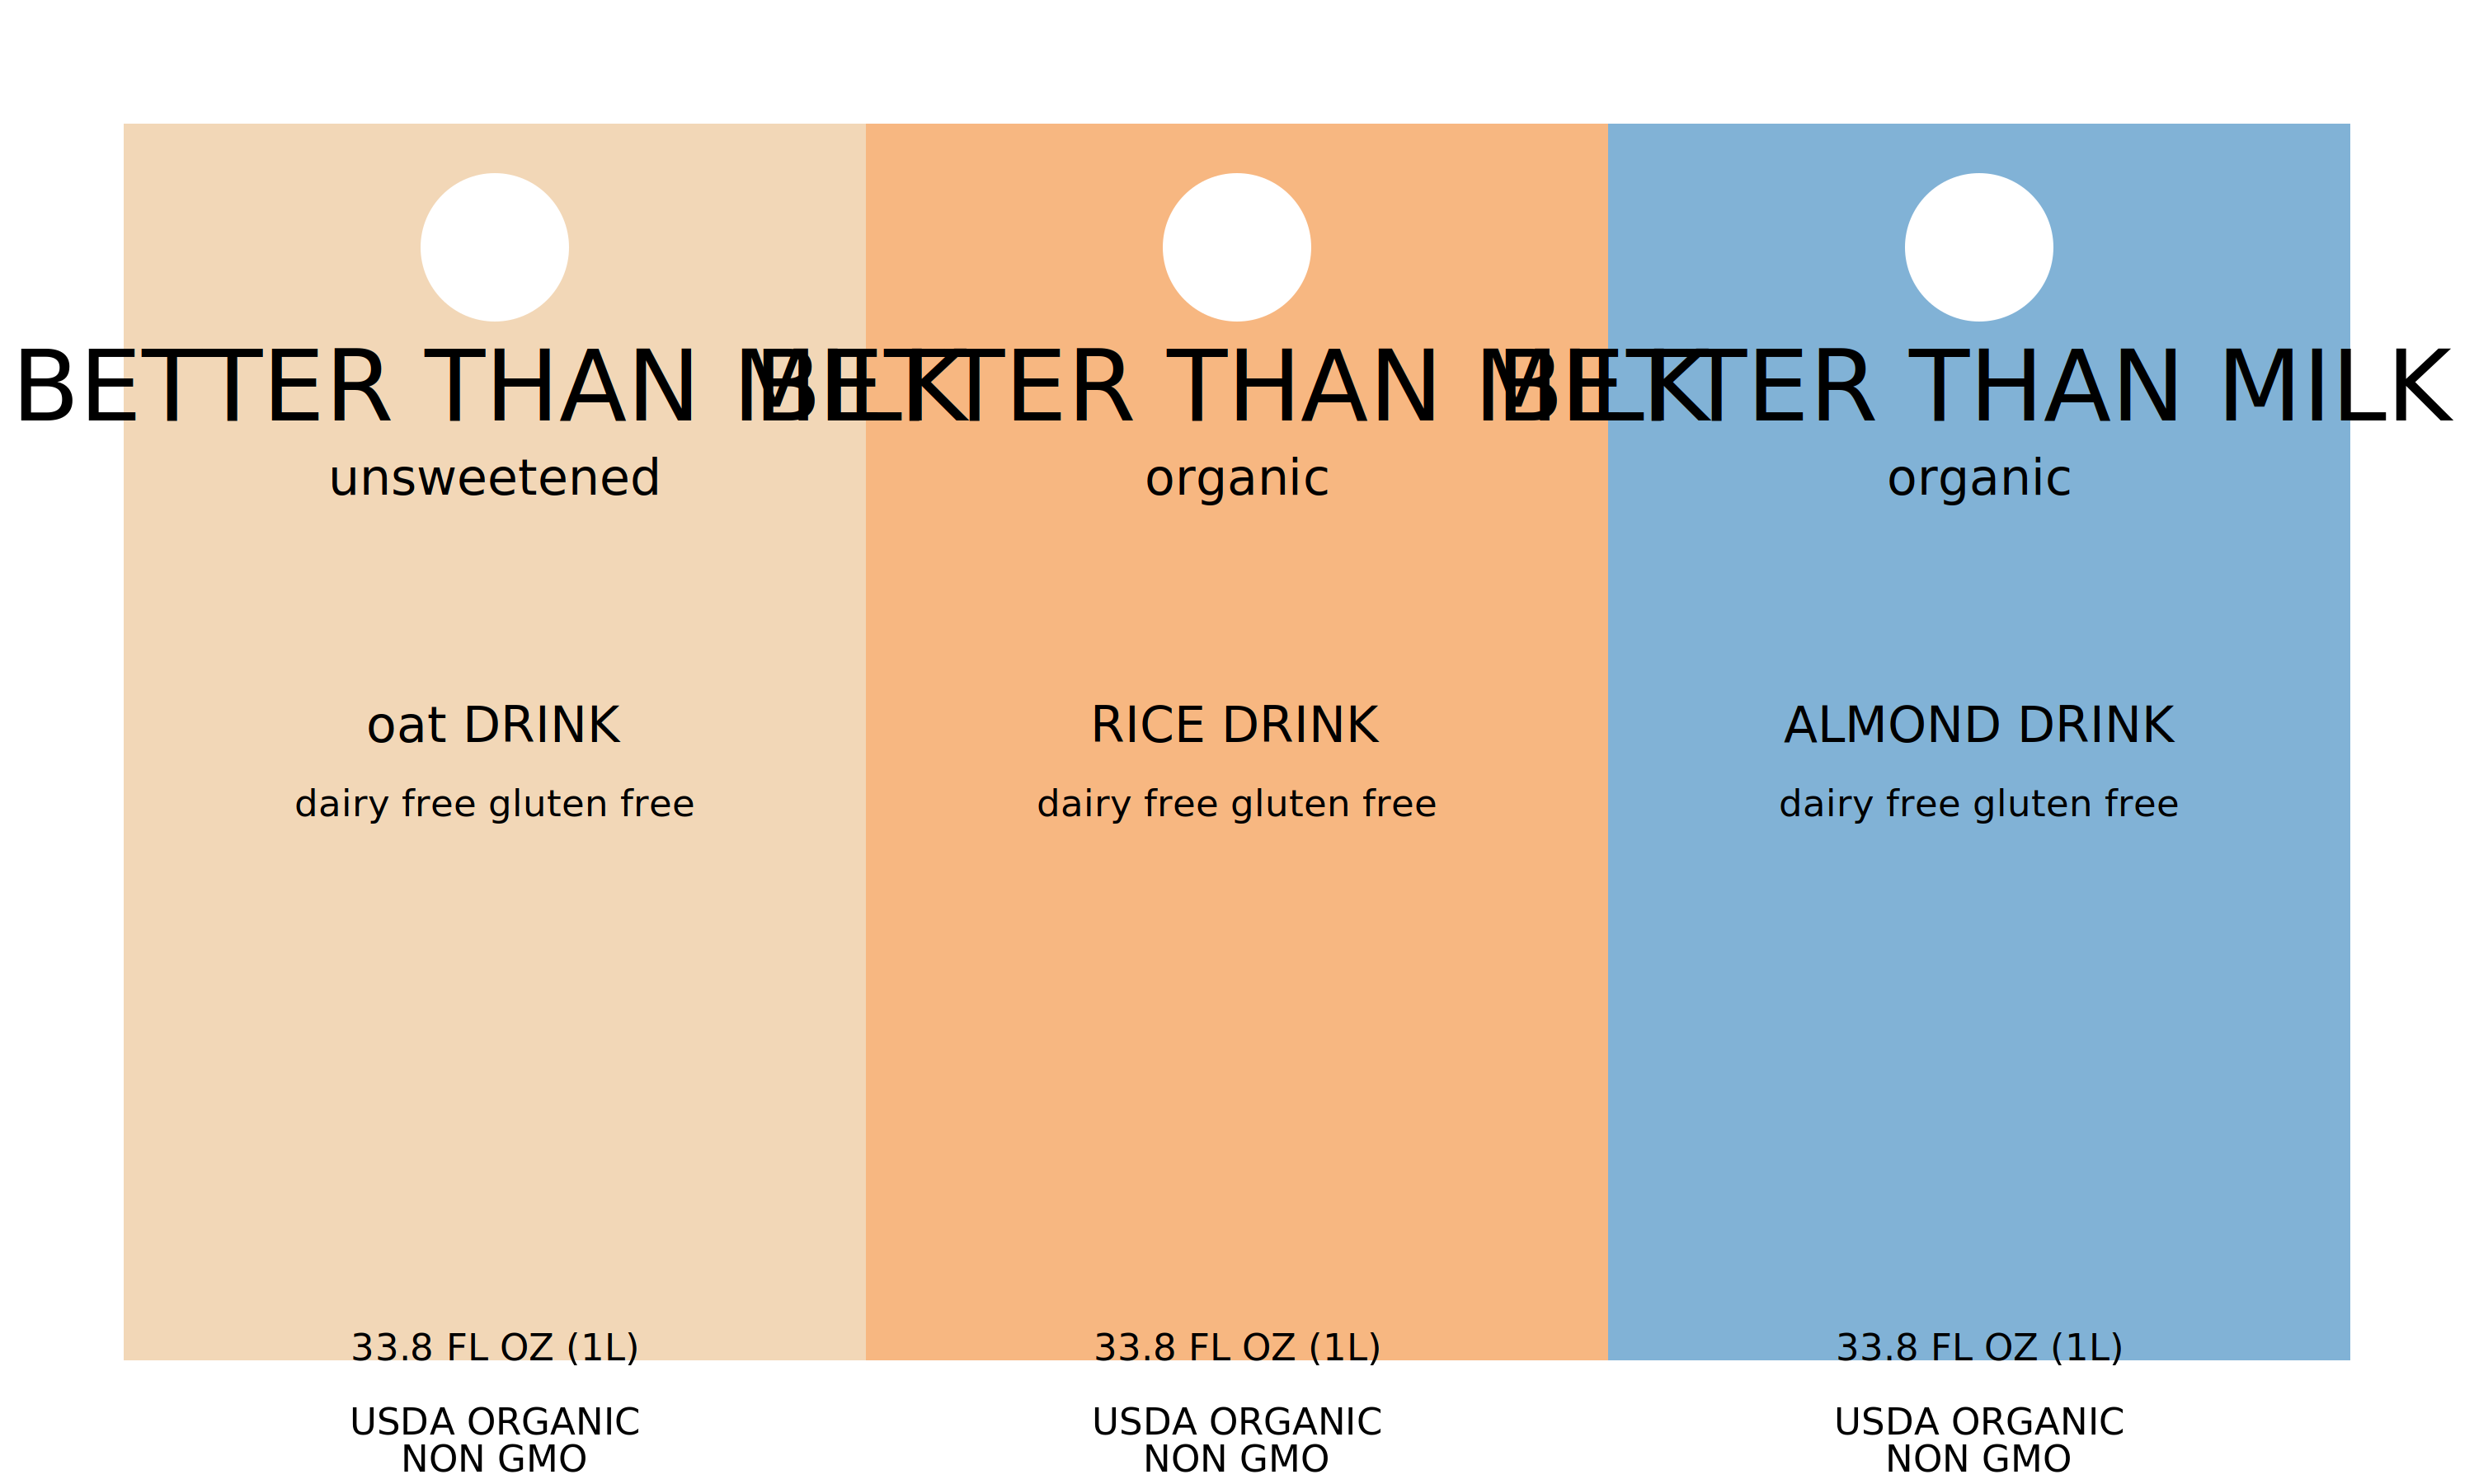 BETTER THAN MILK
unsweetened
oat DRINK
dairy free gluten free
33.8 FL OZ (1L)
USDA ORGANIC
NON GMO
BETTER THAN MILK
organic
RICE DRINK
dairy free gluten free
33.8 FL OZ (1L)
USDA ORGANIC
NON GMO
BETTER THAN MILK
organic
ALMOND DRINK
dairy free gluten free
33.8 FL OZ (1L)
USDA ORGANIC
NON GMO